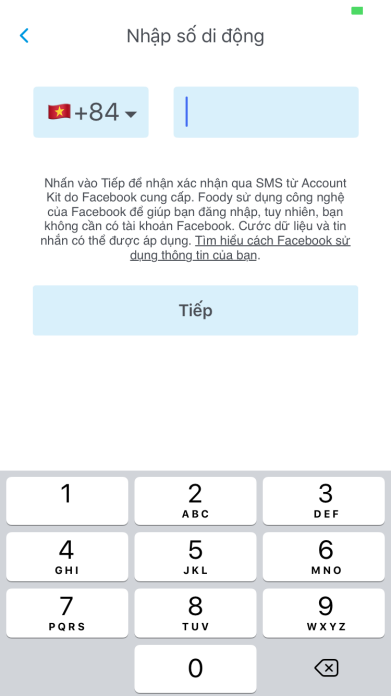 Nhập số di động
+84
Nhấn vào Tiếp để nhận xác nhận qua SMS từ Account
Kit do Facebook cung cấp. Foody sử dụng công nghệ
của Facebook để giúp bạn đăng nhập, tuy nhiên, bạn
không cần có tài khoản Facebook. Cước dữ liệu và tin
nhắn có thể được áp dụng. Tìm hiểu cách Facebook sử
dụng thông tin của bạn.
Tiếp
1 2 3
ABC DEF
4 5 6
GHI JKL MNO
7 8 9
PQRS TUV WXYZ
0